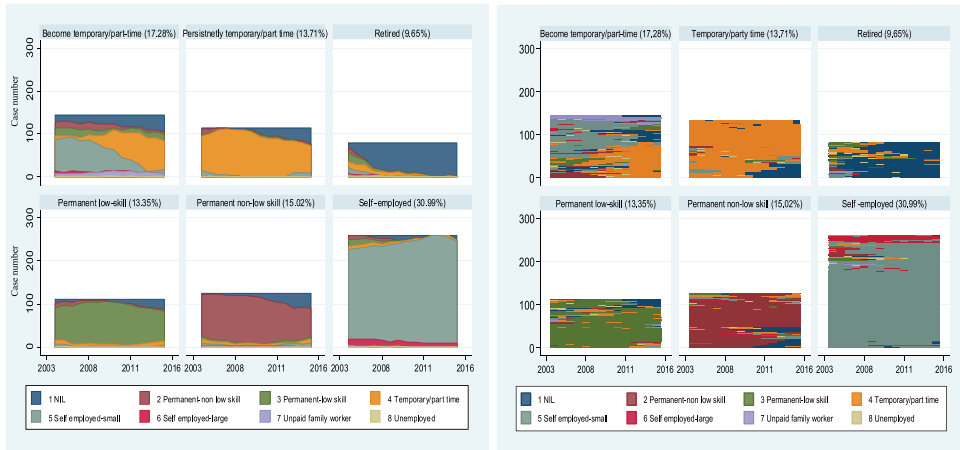 Become temporary/part-time (17.28%) Persistnetly temporary/part time (13.71%) Retired (9.65%)
Case number
300
200
100
0
Permanent low-skill (13.35%) Permanent non-low skill (15.02%) Self -employed (30.99%)
Case number
300
200
100
0
2003 2008 2011 2016 2003 2008 2011 2016 2003 2008 2011 2016
1 NIL 2 Permanent-non low skill 3 Permanent-low skill 4 Temporary/part time
5 Self employed-small 6 Self employed-large 7 Unpaid family worker 8 Unemployed
Become temporary/part-time (17,28%) Temporary/party time (13,71%) Retired (9,65%)
300
200
100
0
Permanent low-skill (13,35%) Permanent non-low skill (15,02%) Self -employed (30,99%)
300
200
100
0
2003 2008 2011 2016 2003 2008 2011 2016 2003 2008 2011 2016
1 NIL 2 Permanent-non low skill 3 Permanent-low skill 4 Temporary/part time
5 Self employed-small 6 Self employed-large 7 Unpaid family worker 8 Unemployed